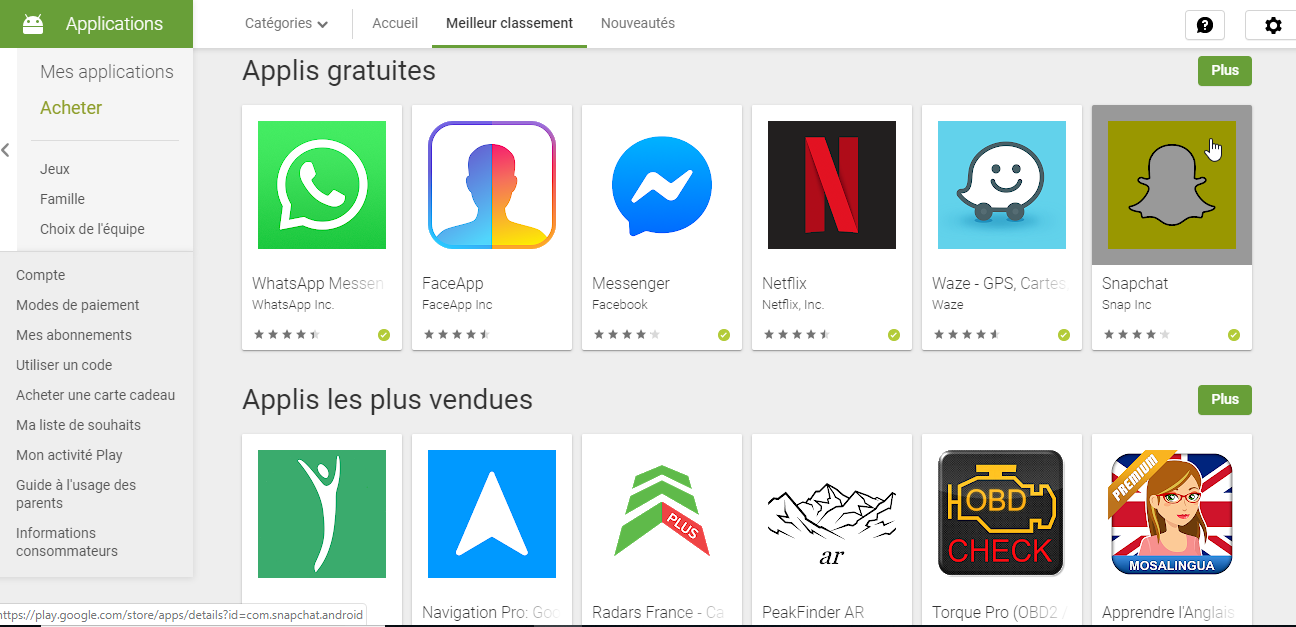 Applications
Catégories
Accueil
Meilleur classement
Nouveautés
Mes applications
Acheter
Jeux
Famille
Choix de l'équipe
Compte
Modes de paiement
Mes abonnements
Utiliser un code
Acheter une carte cadeau
Ma liste de souhaits
Mon activité Play
Guide à l'usage des
parents
Informations
consommateurs
Applis gratuites
Plus
WhatsApp Messen
WhatsApp Inc.
FaceApp
FaceApp Inc
Messenger
Facebook
Netflix
Netflix, Inc.
Waze - GPS, Cartes,
Waze
Snapchat
Snap Inc
Applis les plus vendues
Plus
PLUS
ar
OBD
CHECK
PREMIUM
MOSALINGUA
Navigation Pro: Goo
Radars France - Ca
PeakFinder AR
Torque Pro (OBD2 /
Apprendre l'Anglais
https://play.google.com/store/apps/details?id=com.snapchat.android